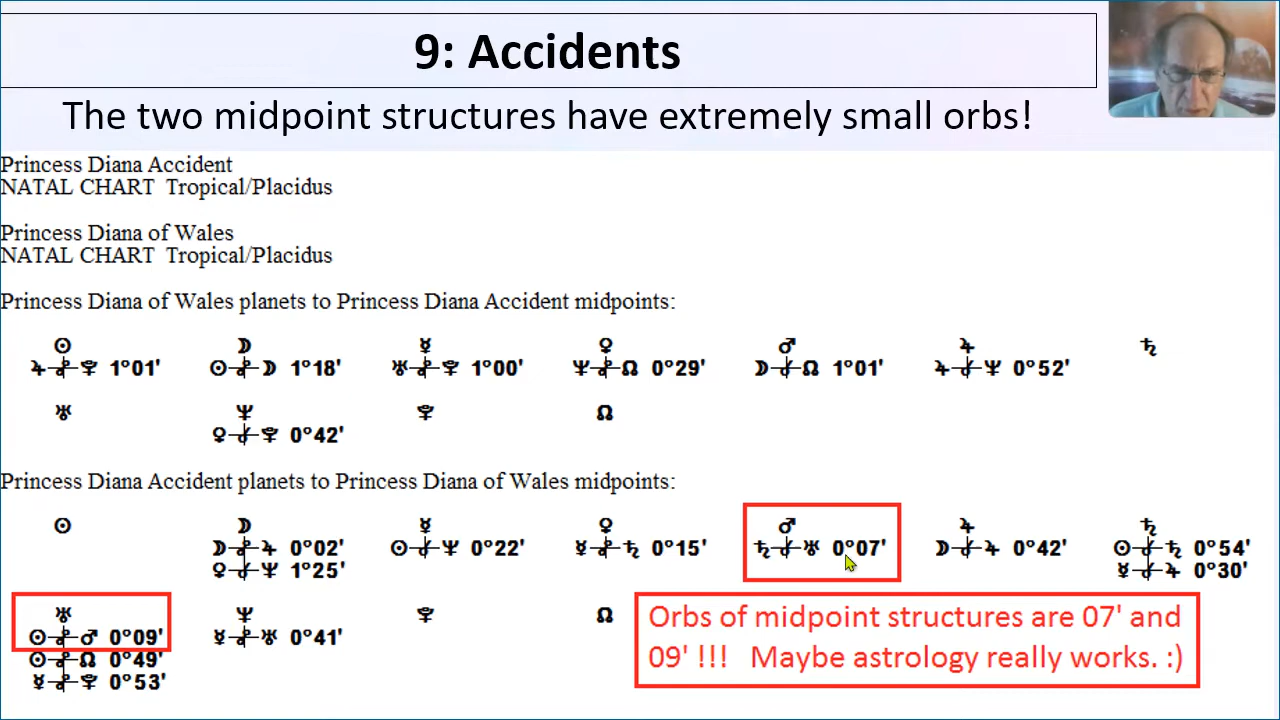 9: Accidents
The two midpoint structures have extremely small orbs!
Princess Diana Accident
NATAL CHART Tropical/Placidus
Princess Diana of Wales
NATAL CHART Tropical/Placidus
Princess Diana of Wales planets to Princess Diana Accident midpoints:
☉ ☽ ☿ ♀ ♂ ♃ ♄
1°01' 1°18' 1°00' 0°29' 1°01' 0°52'
♅ ♆ ☊
0°42'
Princess Diana Accident planets to Princess Diana of Wales midpoints:
☉ ☽ ☿ ♀ ♂ ♃ ♄
0°02' 0°22' 0°15' 0°07' 0°42' 0°54'
1°25' 0°30'
♅ ♆ ☊
0°09' 0°41'
0°49'
0°53'
Orbs of midpoint structures are 07' and
09' !!! Maybe astrology really works. :)